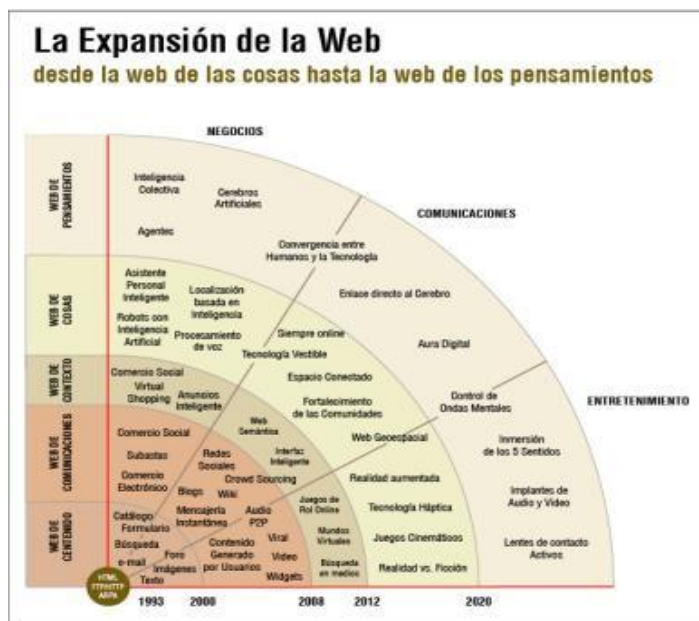 La Expansión de la Web
desde la web de las cosas hasta la web de los pensamientos
NEGOCIOS
COMUNICACIONES
ENTRETENIMIENTO
WEB DE
PENSAMIENTOS
Inteligencia
Colectiva
Cerebros
Artificiales
Agentes
Convergencia entre
Humanos y la Tecnología
Enlace directo al Cerebro
Aura Digital
Control de
Ondas Mentales
Inmersión
de los 5 Sentidos
Implantes de
Audio y Video
Lentes de contacto
Activos
WEB DE
COSAS
Asistente
Personal
Inteligente
Localización
basada en
Inteligencia
Robots con
Inteligencia
Artificial
Procesamiento
de voz
Siempre online
Tecnología Vestible
Espacio Conectado
Fortalecimiento
de las Comunidades
Web Geoespacial
Realidad aumentada
Tecnología Háptica
Juegos Cinemáticos
Realidad vs. Ficción
WEB DE
CONTEXTO
Comercio Social
Virtual
Shopping
Anuncios
Inteligente
Web
Semántica
Interfaz
Inteligente
Juegos de
Rol Online
Mundos
Virtuales
Búsqueda
en medios
WEB DE
COMUNICACIONES
Comercio Social
Subastas
Redes
Sociales
Comercio
Electrónico
Crowd Sourcing
Blogs
Wiki
Mensajería
Instantánea
Audio
P2P
Contenido
Generado
por Usuarios
Viral
Video
Widgets
WEB DE
CENTENIDO
Catálogo
Formulario
Búsqueda
e-mail
Foro
Imágenes
Texto
HTML
ARPA
1993
2000
2008
2012
2020